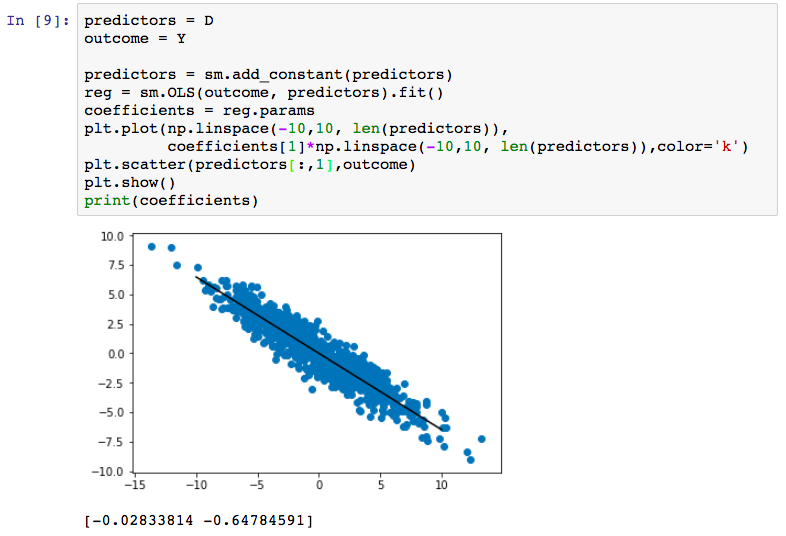 In [9]: predictors = D
outcome = Y
predictors = sm.add_constant(predictors)
reg = sm.OLS(outcome, predictors).fit()
coefficients = reg.params
plt.plot(np.linspace(-10,10, len(predictors)),
coefficients[1]*np.linspace(-10,10, len(predictors)),color='k')
plt.scatter(predictors[:,1],outcome)
plt.show()
print(coefficients)
10.0
7.5
5.0
2.5
0.0
−2.5
−5.0
−7.5
−10.0
−15 −10 −5 0 5 10
[-0.02833814 -0.64784591]